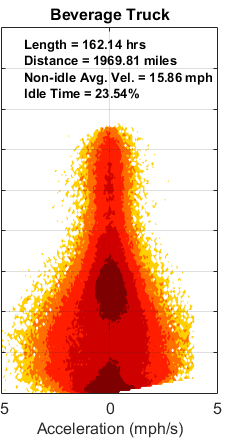 Beverage Truck
Length = 162.14 hrs
Distance = 1969.81 miles
Non-idle Avg. Vel. = 15.86 mph
Idle Time = 23.54%
5 0 5
Acceleration (mph/s)